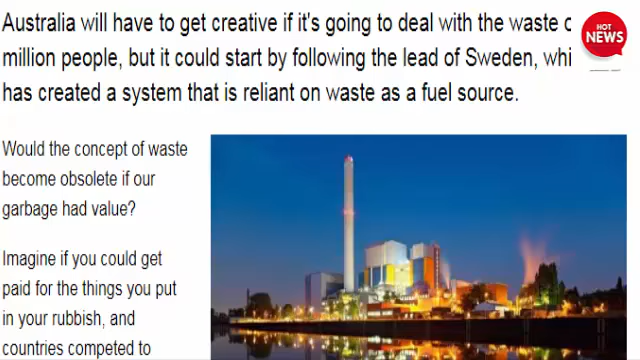 Australia will have to get creative if it's going to deal with the waste
million people, but it could start by following the lead of Sweden,
has created a system that is reliant on waste as a fuel source.
HOT
NEWS
Would the concept of waste
become obsolete if our
garbage had value?
Imagine if you could get
paid for the things you put
in your rubbish, and
countries competed to